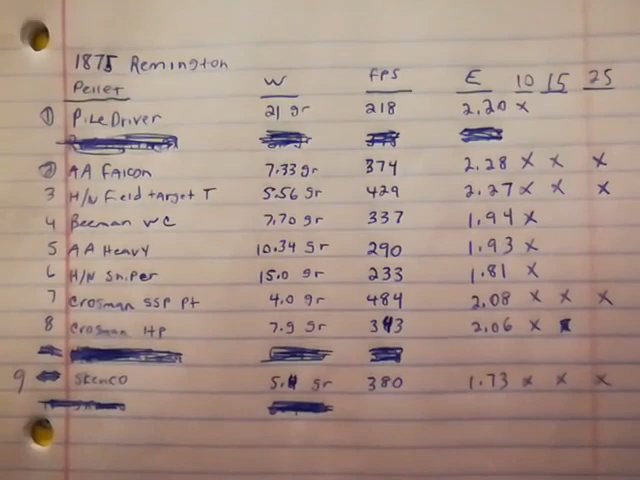 1875 Remington
Pellet W FPS E 10 15 25
① PileDriver 21 gr 218 2.20 x
② AA Falcon 7.33 gr 374 2.28 x x x
3 H/N Field target T 5.56 gr 429 2.27 x x x
4 Beeman WC 7.70 gr 337 1.94 x
5 AA Heavy 10.34 gr 290 1.93 x
6 H/N Sniper 15.0 gr 233 1.81 x
7 Crosman SSP Pt 4.0 gr 484 2.08 x x x
8 Crosman HP 7.9 gr 343 2.06 x
9 Skenco 5.4 gr 380 1.73 x x x